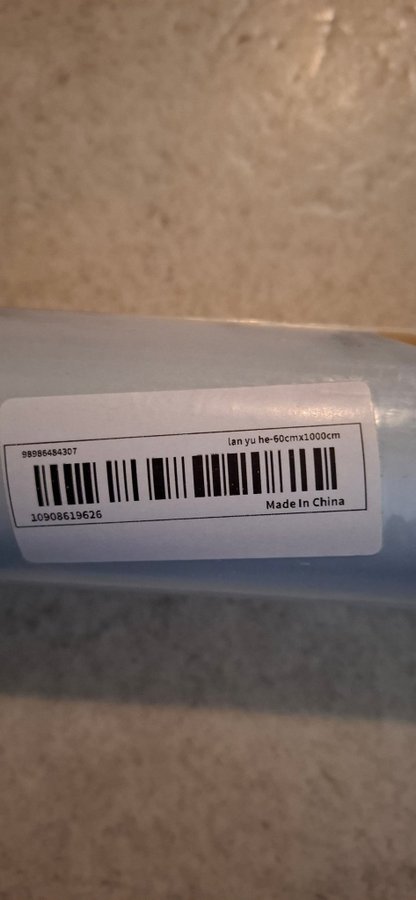 98986484307
lan yu he-60cmx1000cm
10908619626
Made In China